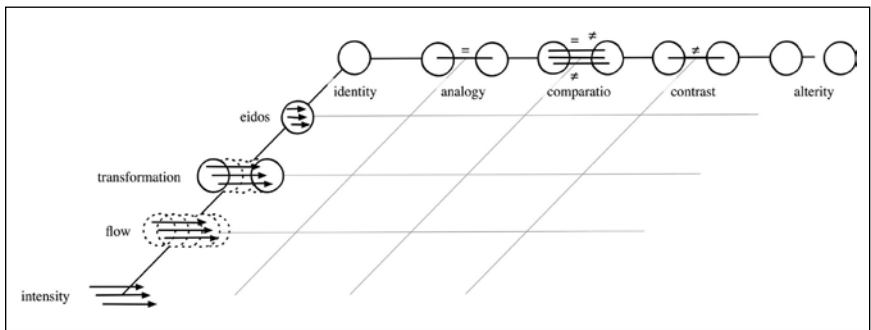 = = ≠ ≠
≠
identity analogy comparatio contrast alterity
eidos
transformation
flow
intensity